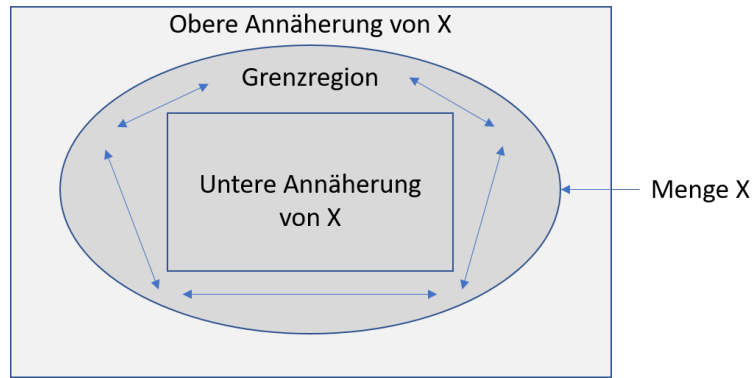 Obere Annäherung von X
Grenzregion
Untere Annäherung
von X
Menge X